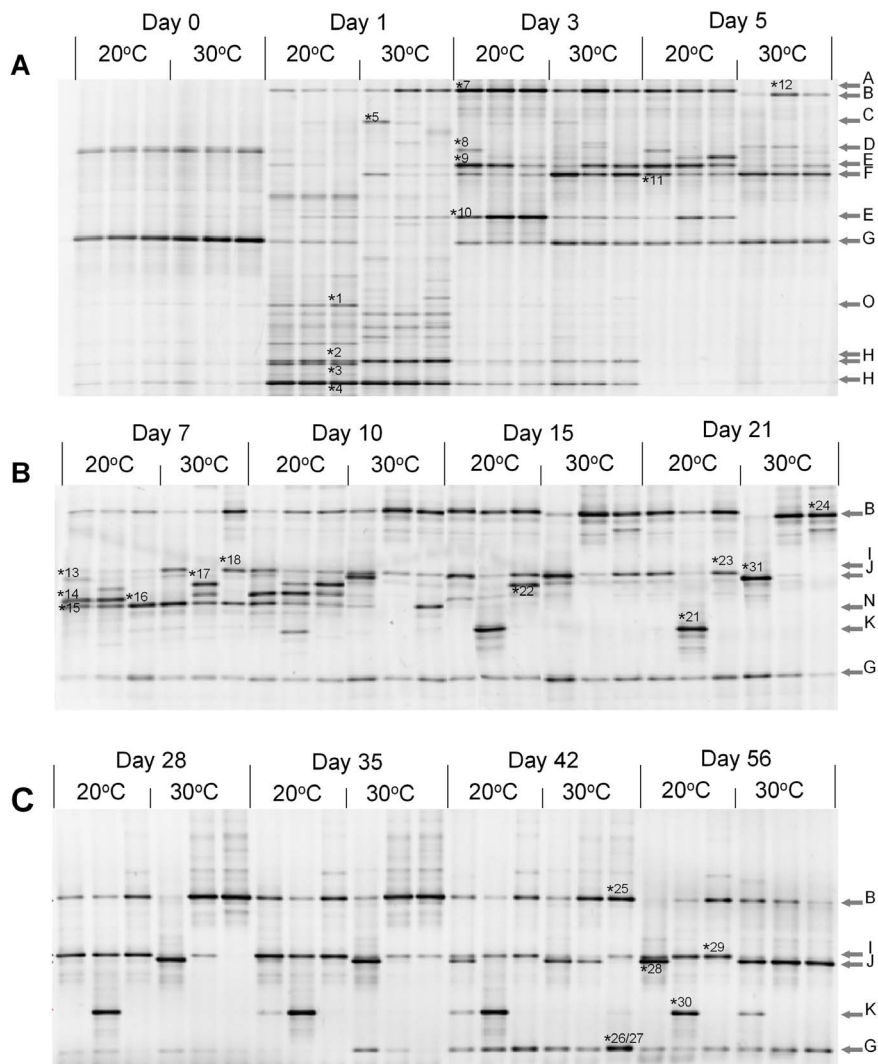 Day 0 Day 1 Day 3 Day 5
20°C 30°C 20°C 30°C 20°C 30°C 20°C 30°C
A
A
*7 *12 B
*5 C
*8 D
*9 E
*11 F
*10 E
G
*1 O
*2 H
*3
*4 H
Day 7 Day 10 Day 15 Day 21
20°C 30°C 20°C 30°C 20°C 30°C 20°C 30°C
B
*24 B
*18 *23 I
*13 *17 *31 J
*14 *16 *22
*15 N
*21 K
G
Day 28 Day 35 Day 42 Day 56
20°C 30°C 20°C 30°C 20°C 30°C 20°C 30°C
C
*25 B
*29 I
*28 J
*30 K
*26/27 G